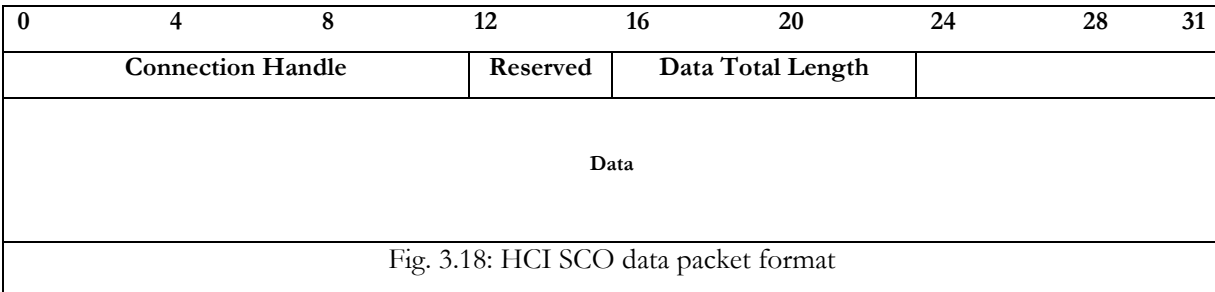 0 4 8 12 16 20 24 28 31
Connection Handle Reserved Data Total Length
Data
Fig. 3.18: HCI SCO data packet format